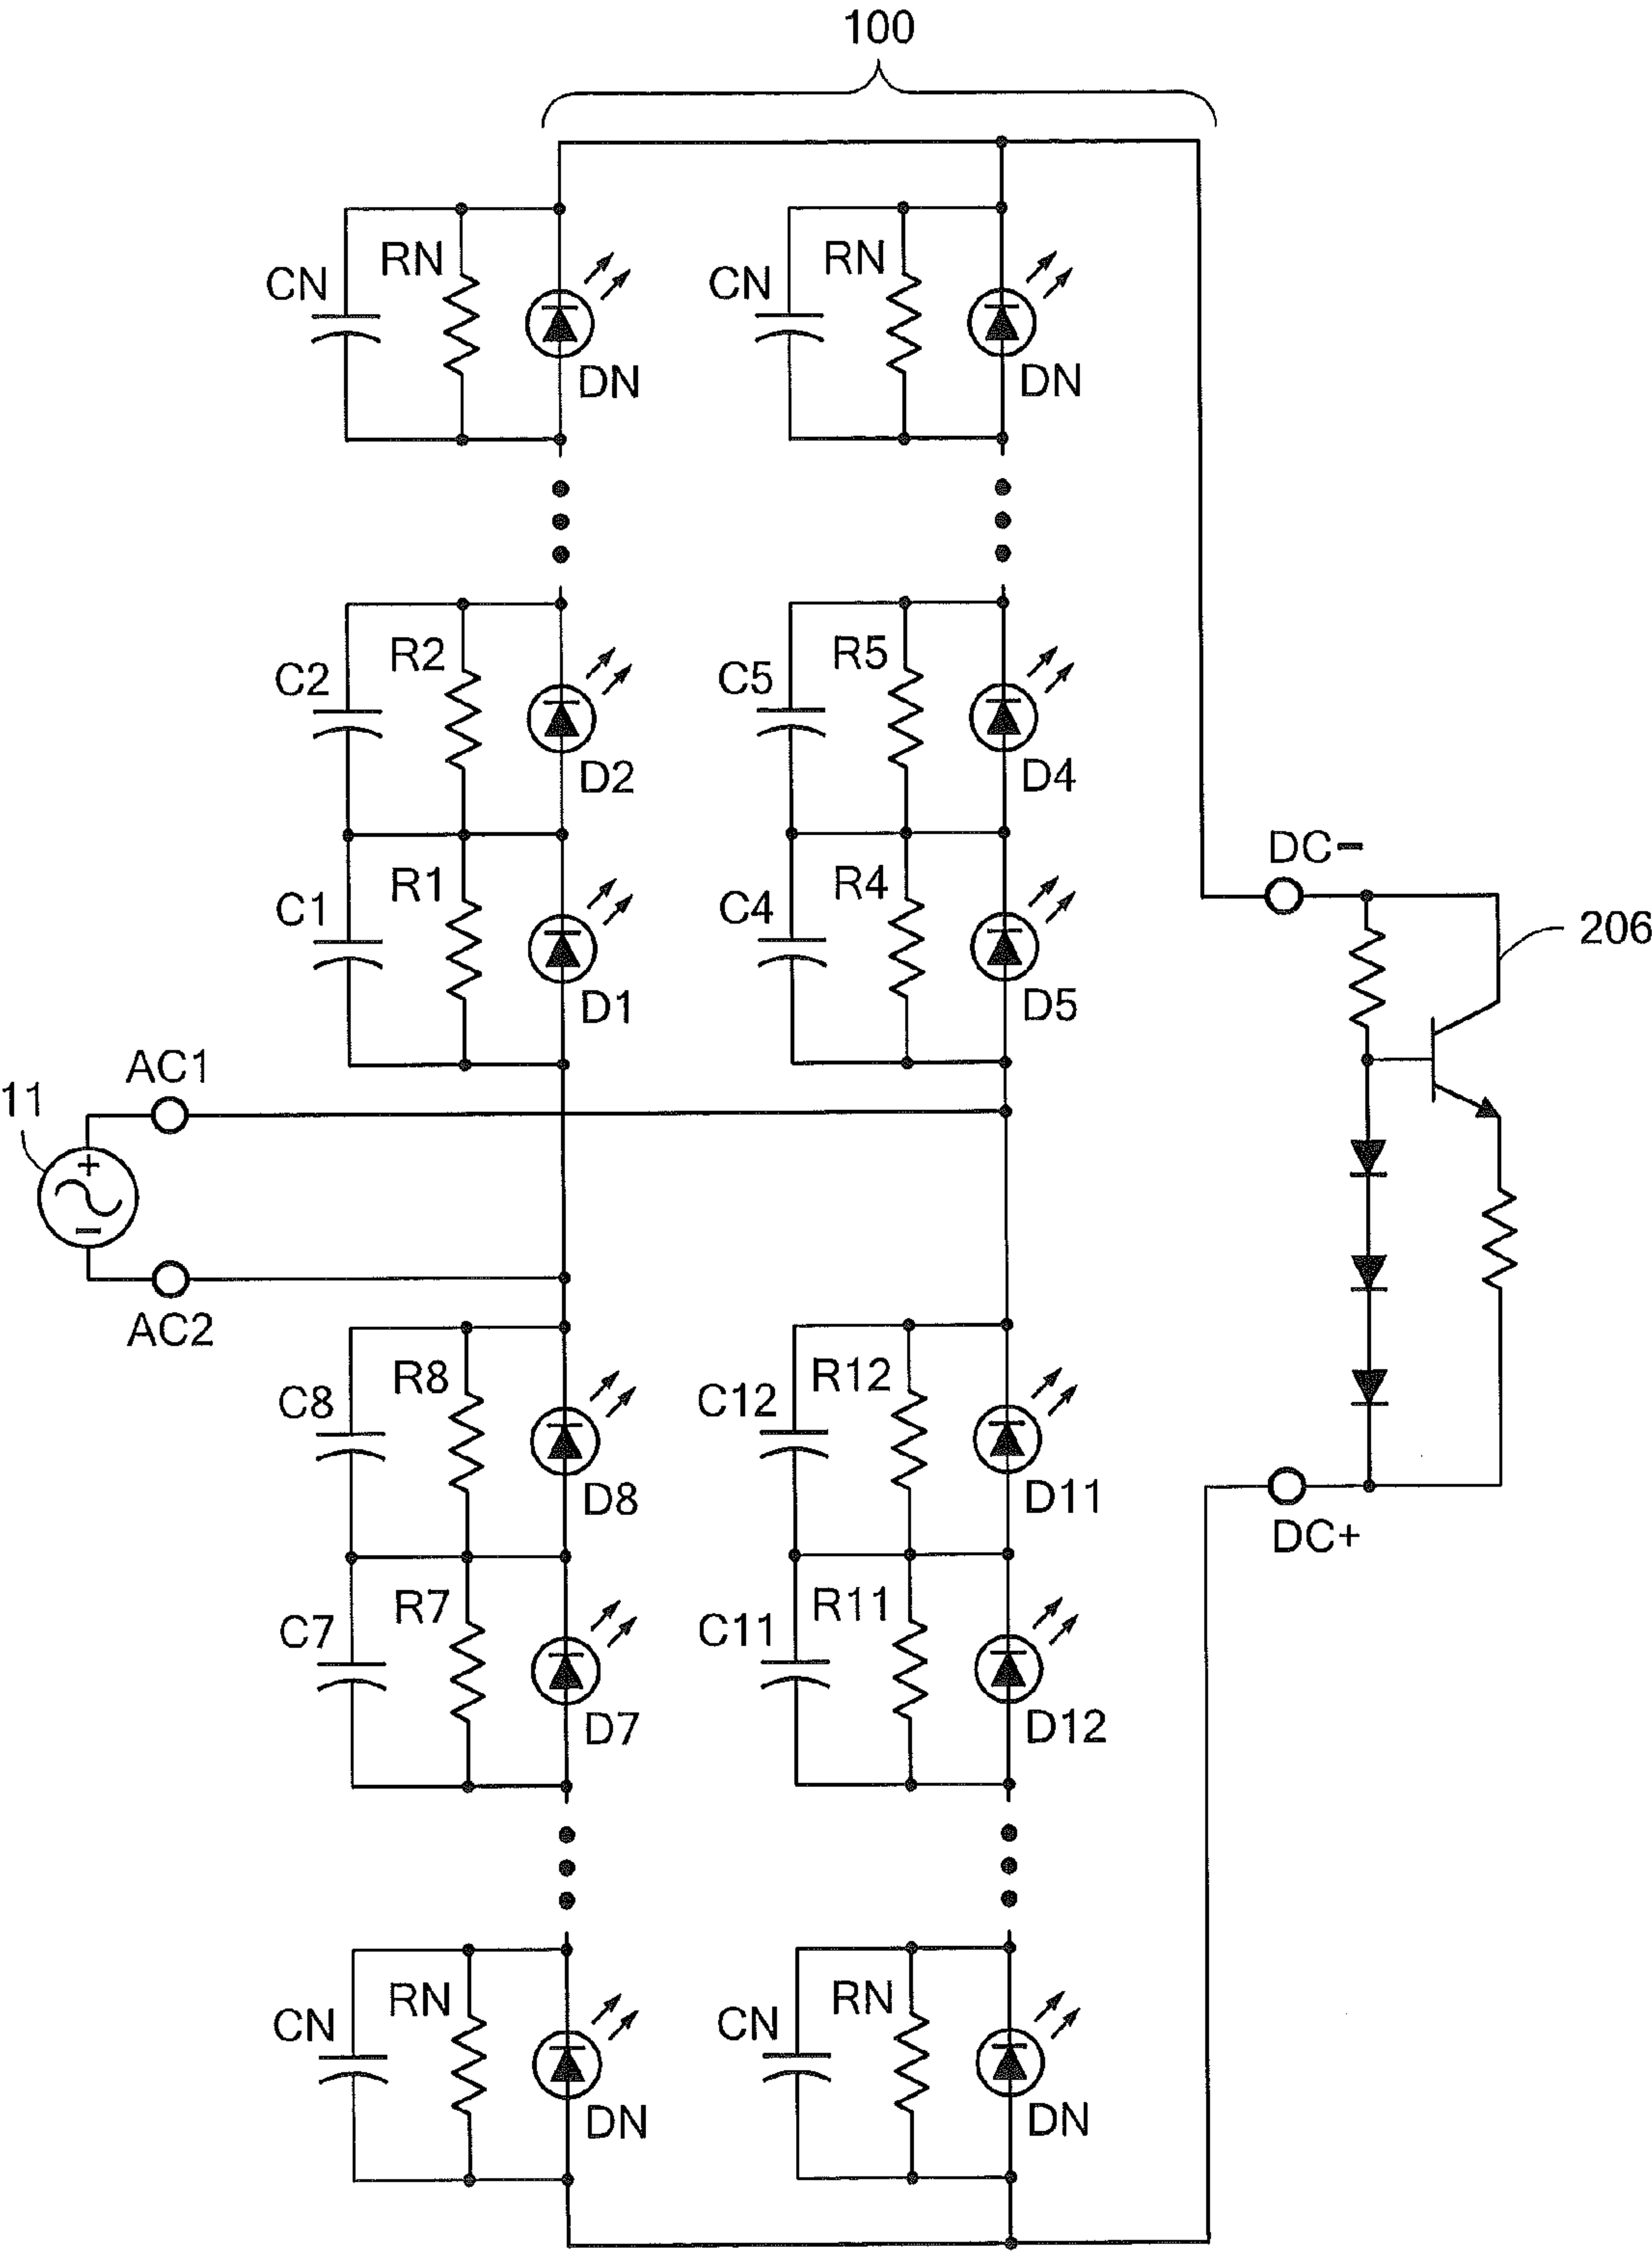 100
RN
RN
CN
CN
DN
DN
R2
R5
C2
C5
D2
D4
DC-
R1
R4
C1
C4
206
D1
D5
AC1
11
+
-
AC2
R8
R12
C8
C12
D8
D11
DC+
R7
R11
C7
C11
D7
D12
RN
RN
CN
CN
DN
DN